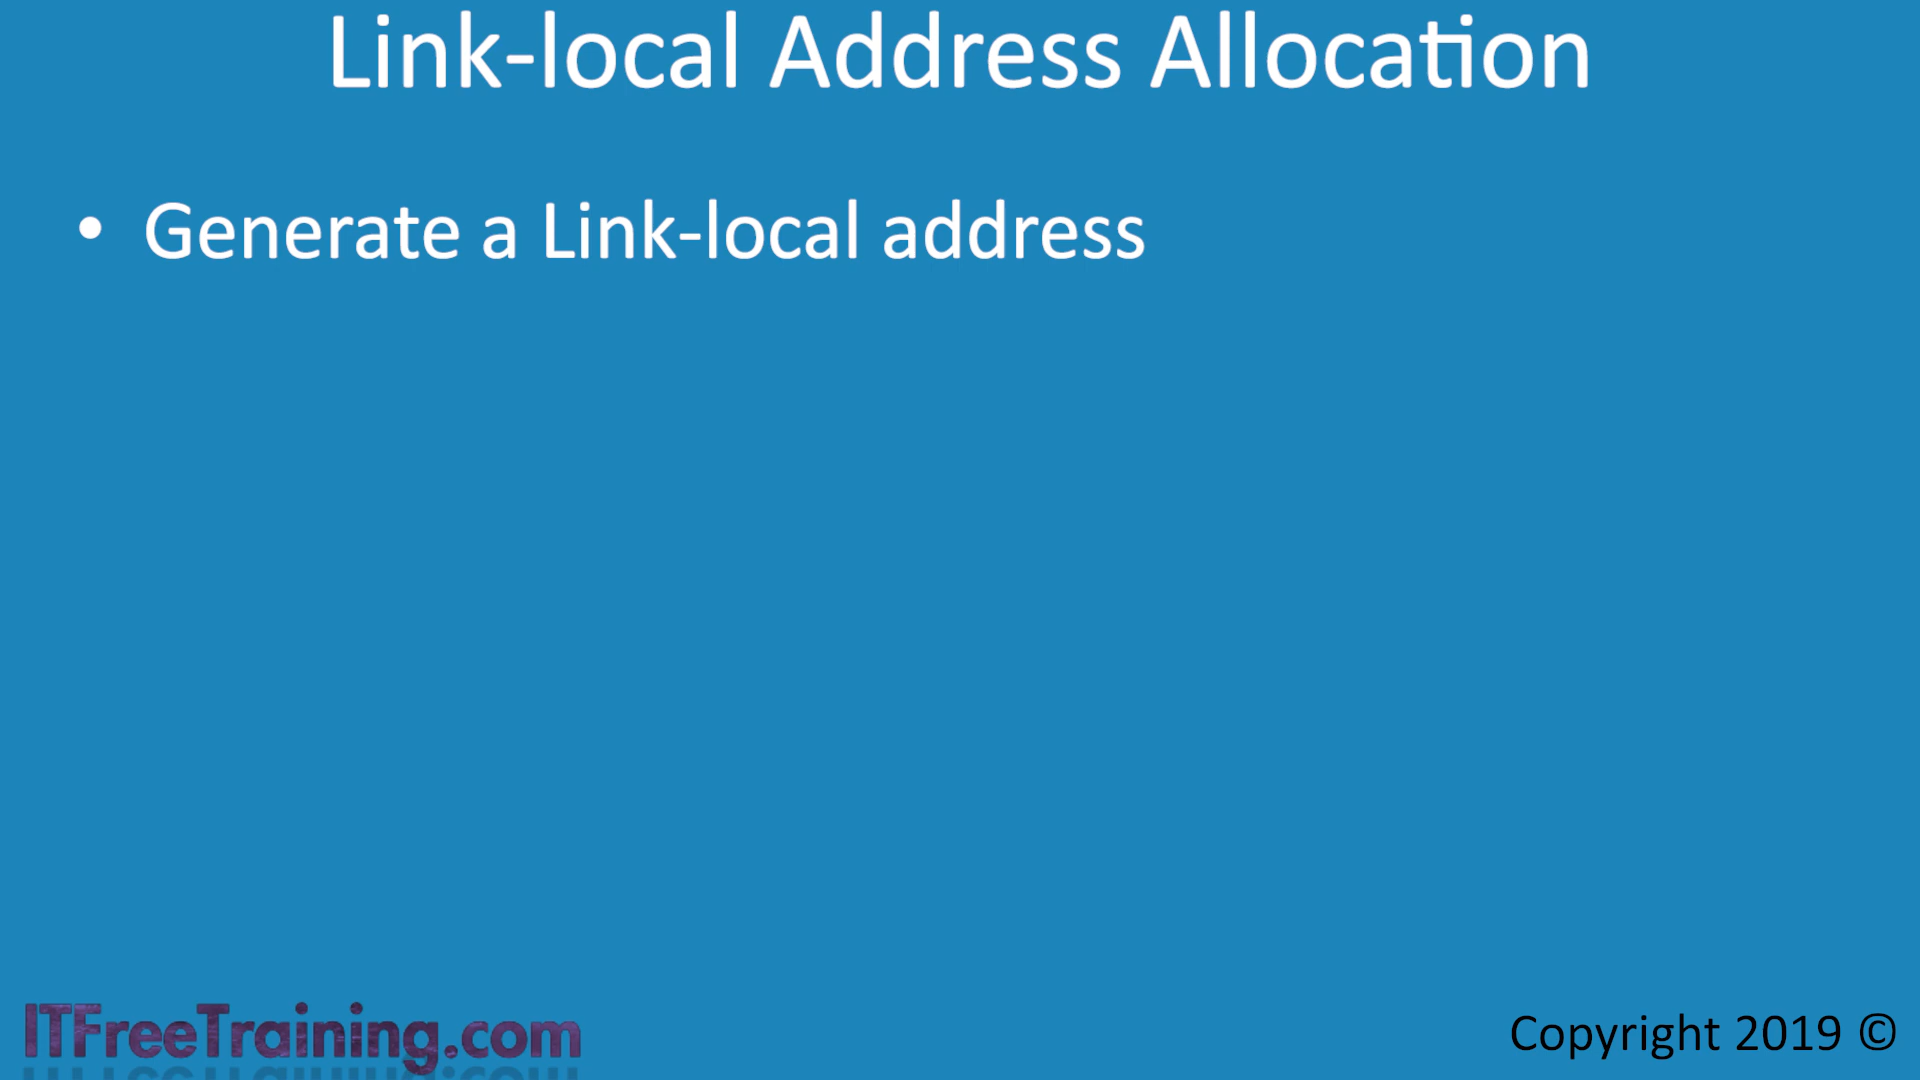 Link-local Address Allocation
• Generate a Link-local address
ITFreeTraining.com
Copyright 2019 ©